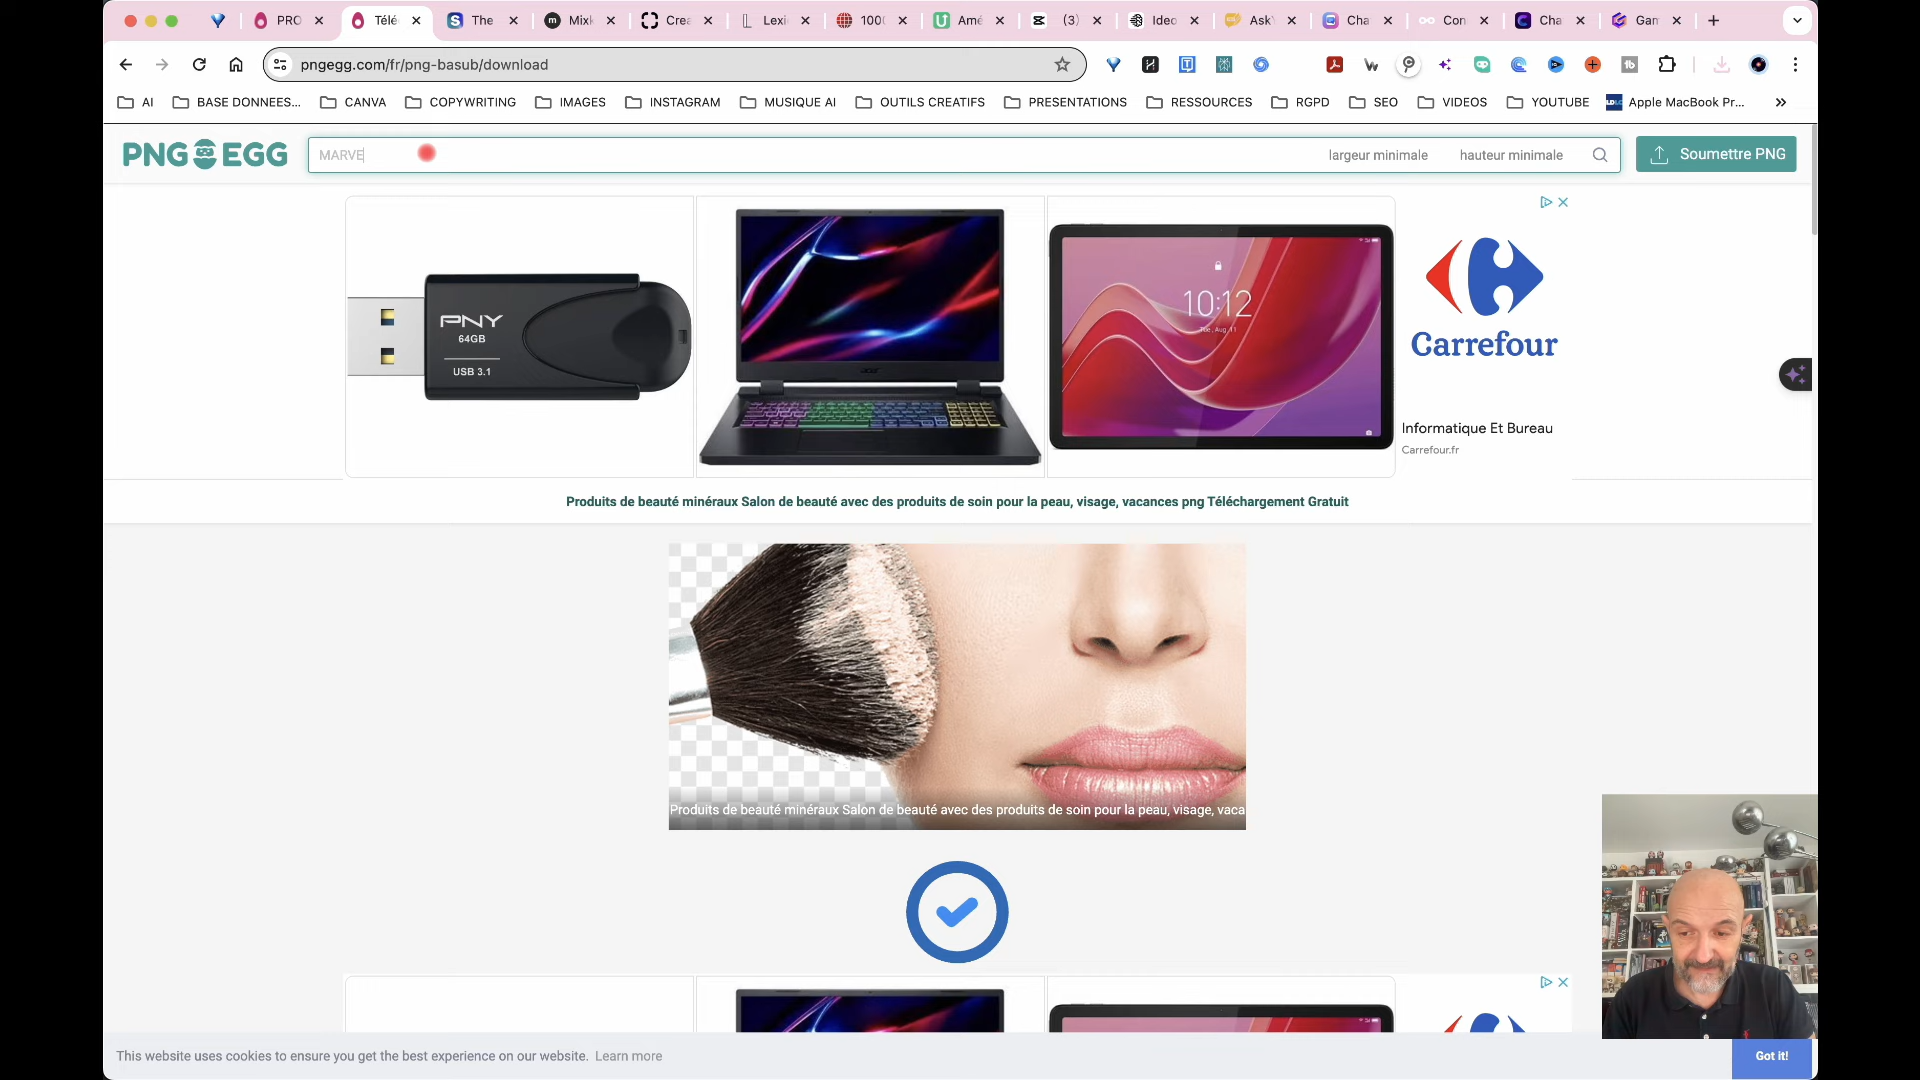 PRO
Télé
The
Mixk
Crea
Lexi
1000
Amé
(3)
Ideo
Ask
Cha
Con
Cha
Gam
pngegg.com/fr/png-basub/download
AI
BASE DONNEES...
CANVA
COPYWRITING
IMAGES
INSTAGRAM
MUSIQUE AI
OUTILS CREATIFS
PRESENTATIONS
RESSOURCES
RGPD
SEO
VIDEOS
YOUTUBE
Apple MacBook Pr...
PNG EGG
MARVE
largeur minimale
hauteur minimale
Soumettre PNG
PNY
64GB
USB 3.1
acer
10:12
Tue, Aug 11
Carrefour
Informatique Et Bureau
Carrefour.fr
Produits de beauté minéraux Salon de beauté avec des produits de soin pour la peau, visage, vacances png Téléchargement Gratuit
Produits de beauté minéraux Salon de beauté avec des produits de soin pour la peau, visage, vaca
This website uses cookies to ensure you get the best experience on our website. Learn more
Got it!